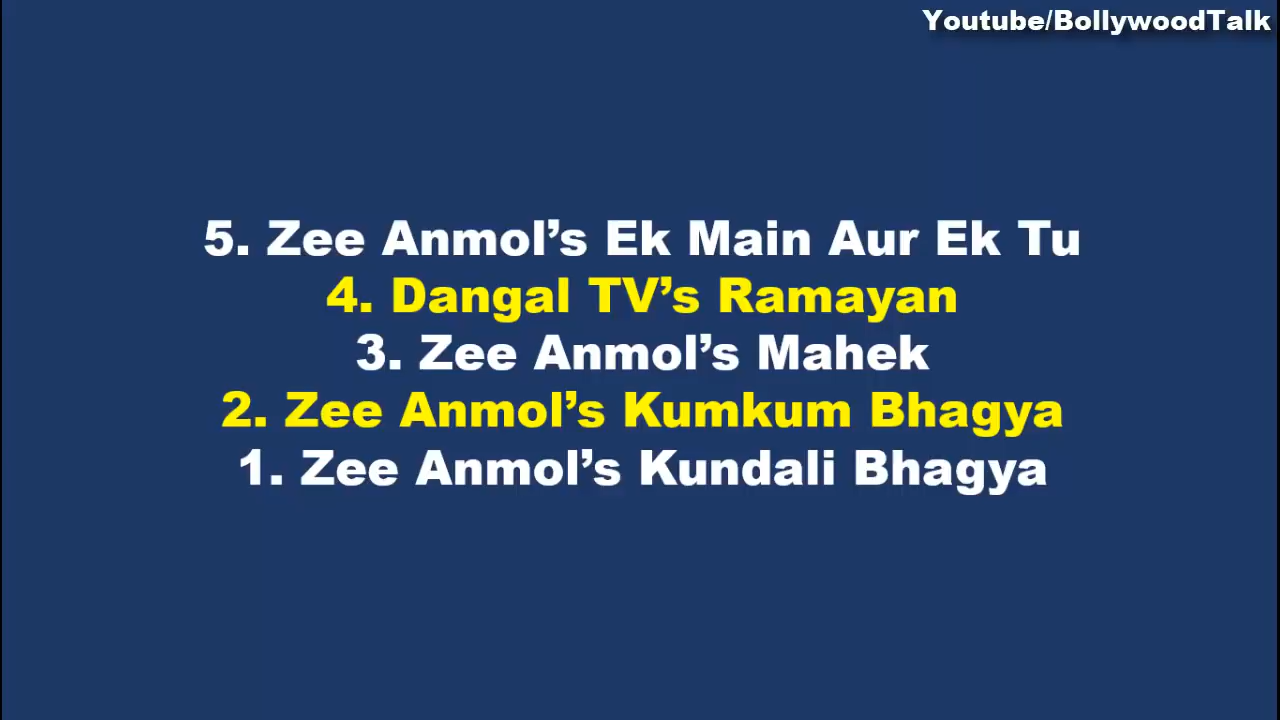 Youtube/BollywoodTalk
5. Zee Anmol’s Ek Main Aur Ek Tu
4. Dangal TV’s Ramayan
3. Zee Anmol’s Mahek
2. Zee Anmol’s Kumkum Bhagya
1. Zee Anmol’s Kundali Bhagya